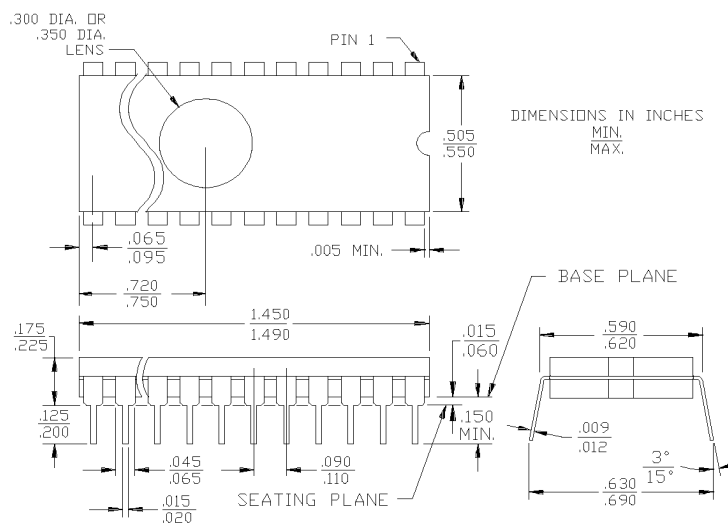 .300 DIA. OR
.350 DIA.
LENS
PIN 1
DIMENSIONS IN INCHES
MIN.
MAX.
.505
.550
.065
.095
.005 MIN.
.720
.750
BASE PLANE
1.450
1.490
.175
.225
.015
.060
.590
.620
.125
.200
.150
MIN.
.009
.012
.045
.065
.090
.110
3°
15°
.015
.020
SEATING PLANE
.630
.690